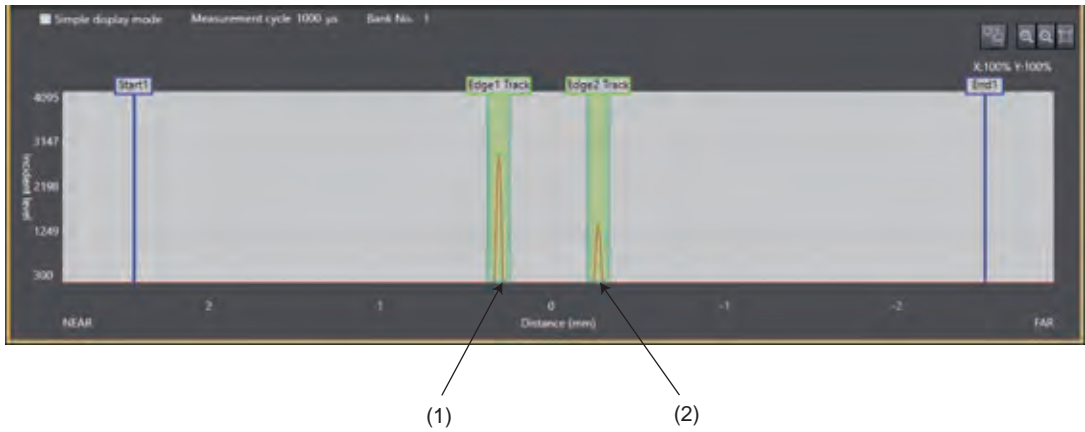 Simple display mode Measurement cycle 1000 µs Bank No. 1
X:100% Y:100%
Start1 Edge1 Track Edge2 Track End1
4095
3147
2198
1249
300
Incident level
2 1 0 -1 -2
NEAR Distance (mm) FAR
(1) (2)